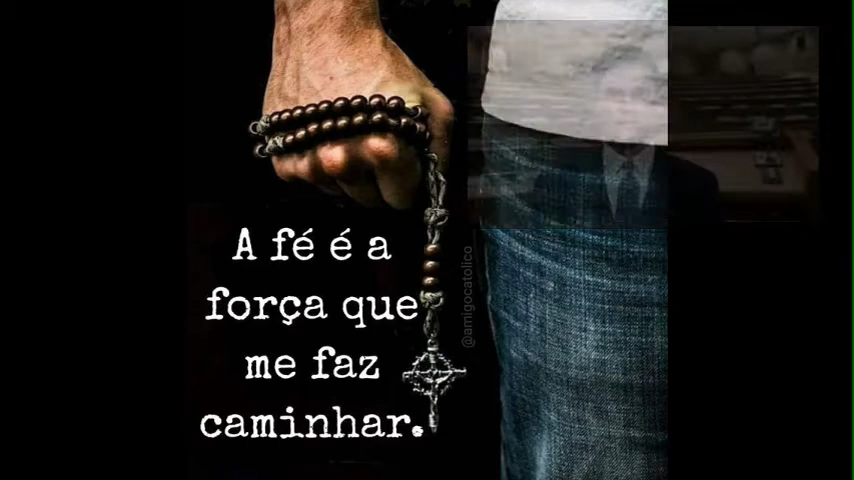 A fé é a
força que
me faz
caminhar.
@amigocatolico